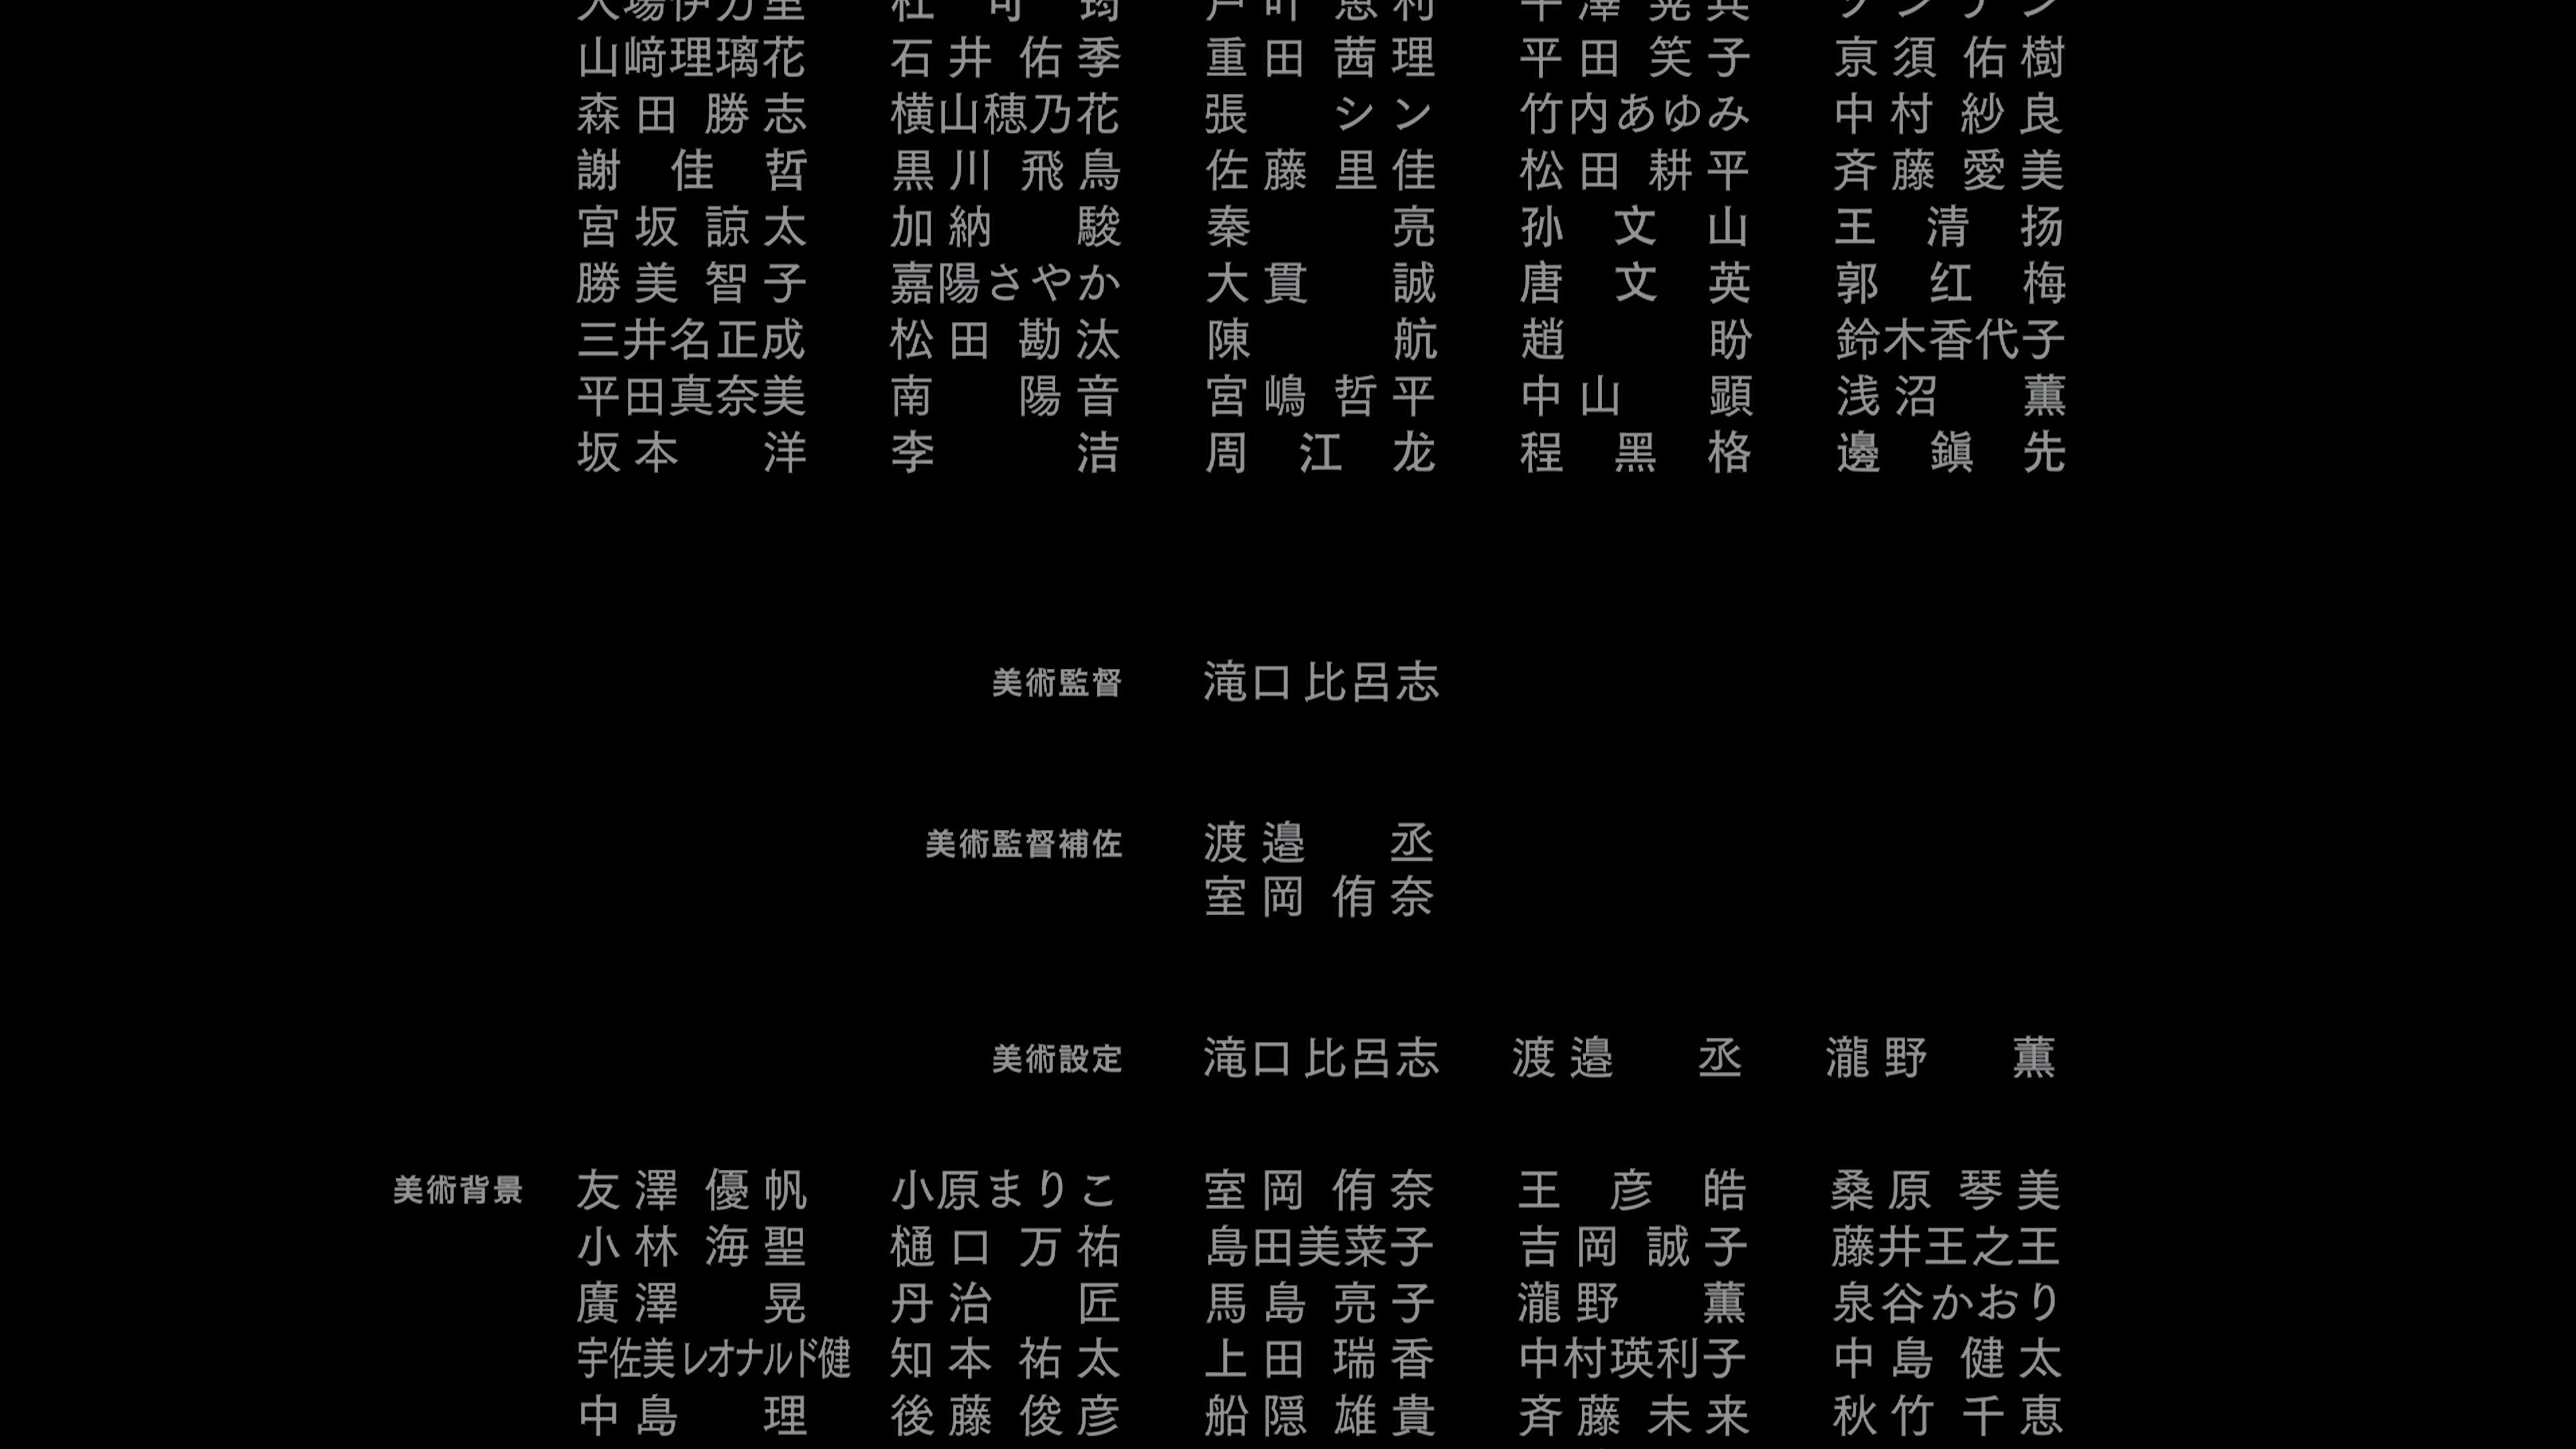 山﨑理璃花 石井佑季 重田茜理 平田笑子 亰須佑樹
森田勝志 横山穂乃花 張シン 竹内あゆみ 中村紗良
謝佳哲 黒川飛鳥 佐藤里佳 松田耕平 斉藤愛美
宮坂諒太 加納駿 秦亮 孙文山 王清扬
勝美智子 嘉陽さやか 大貫誠 唐文英 郭红梅
三井名正成 松田勘汰 陳航 趙盼 鈴木香代子
平田真奈美 南陽音 宮嶋哲平 中山顕 浅沼薫
坂本洋 李洁 周江龙 程黑格 邊鎭先
美術監督 滝口比呂志
美術監督補佐 渡邉丞
室岡侑奈
美術設定 滝口比呂志 渡邉丞 瀧野薫
美術背景 友澤優帆 小原まりこ 室岡侑奈 王彦皓 桑原琴美
小林海聖 樋口万祐 島田美菜子 吉岡誠子 藤井王之王
廣澤晃 丹治匠 馬島亮子 瀧野薫 泉谷かおり
宇佐美レオナルド健 知本祐太 上田瑞香 中村瑛利子 中島健太
中島理 後藤俊彦 船隠雄貴 斉藤未来 秋竹千恵